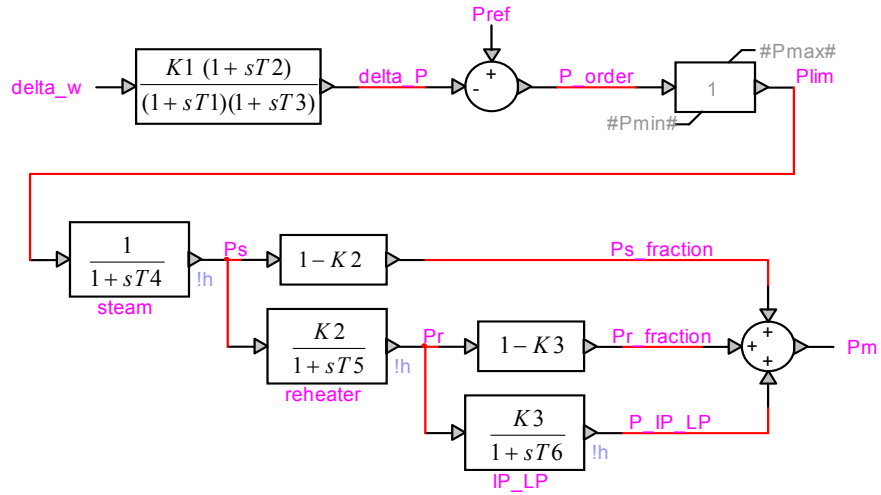 Pref
delta_w
K1 (1+sT2)
(1+sT1)(1+sT3)
delta_P
+
-
P_order
1
#Pmax#
#Pmin#
Plim
1
1+sT4
!h
steam
Ps
1−K2
Ps_fraction
K2
1+sT5
!h
reheater
Pr
1−K3
Pr_fraction
+
+
+
Pm
K3
1+sT6
!h
IP_LP
P_IP_LP